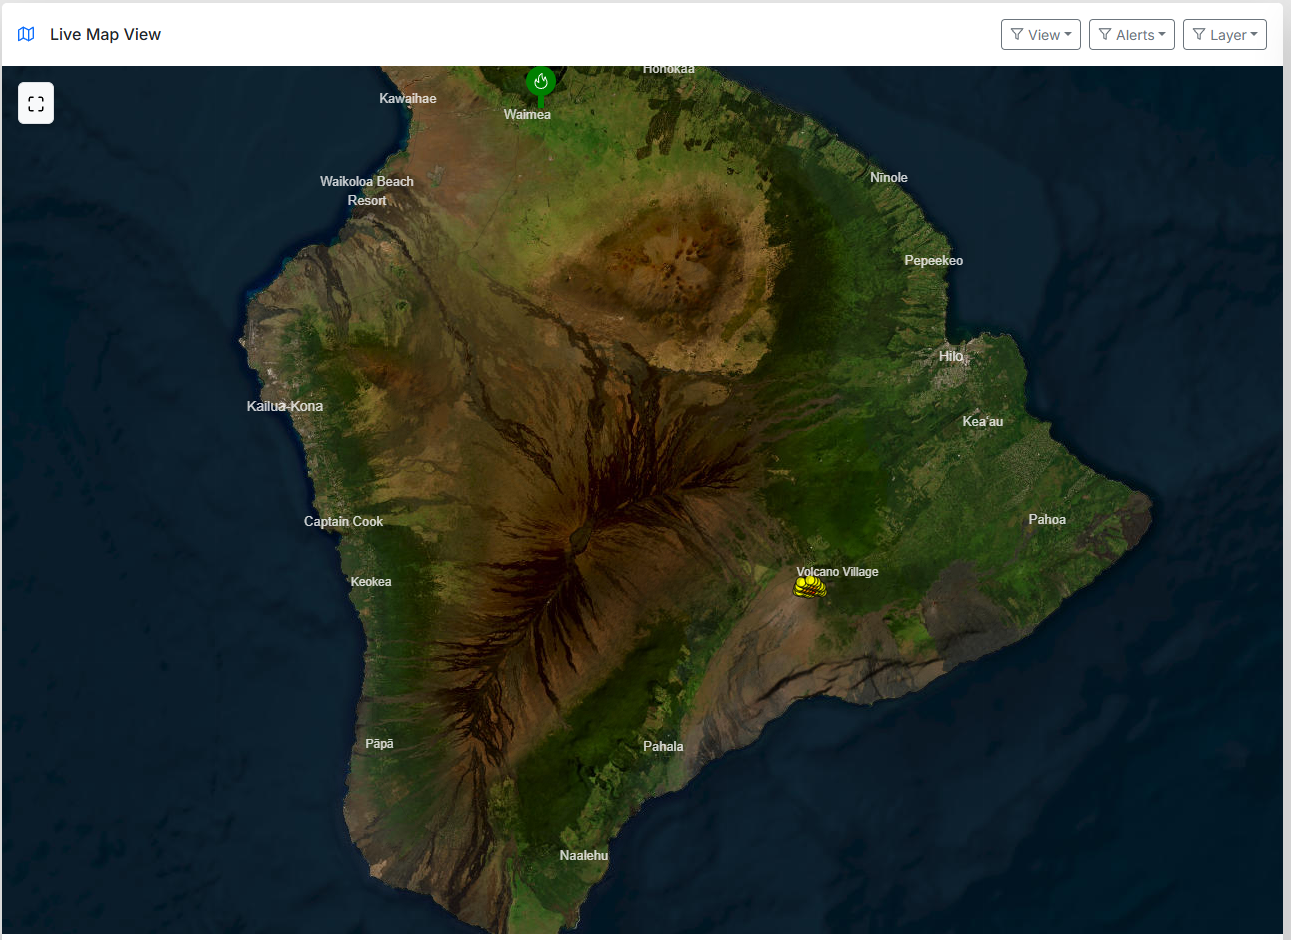 Live Map View
View
Alerts
Layer
Honokaa
Kawaihae
Waimea
Waikoloa Beach
Resort
Ninole
Pepeekeo
Hilo
Kailua-Kona
Kea'au
Captain Cook
Pahoa
Volcano Village
Keokea
Pāpā
Pahala
Naalehu